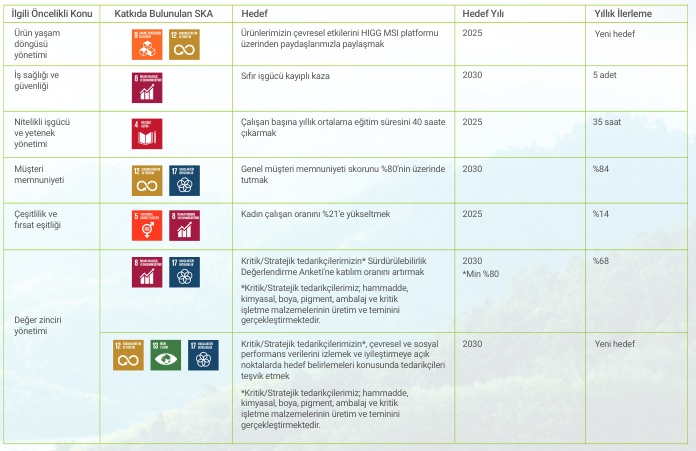 İlgili Öncelikli Konu
Katkıda Bulunulan SKA
Hedef
Hedef Yılı
Yıllık İlerleme
Ürün yaşam
döngüsü
yönetimi
9
12
Ürünlerimizin çevresel etkilerini HIGG MSI platformu
üzerinden paydaşlarımızla paylaşmak
2025
Yeni hedef
İş sağlığı ve
güvenliği
8
Sıfır işgücü kayıplı kaza
2030
5 adet
Nitelikli işgücü
ve yetenek
yönetimi
4
Çalışan başına yıllık ortalama eğitim süresini 40 saate
çıkarmak
2025
35 saat
Müşteri
memnuniyeti
12
17
Genel müşteri memnuniyeti skorunu %80'nin üzerinde
tutmak
2030
%84
Çeşitlilik ve
fırsat eşitliği
5
8
Kadın çalışan oranını %21'e yükseltmek
2025
%14
Değer zinciri
yönetimi
8
17
Kritik/Stratejik tedarikçilerimizin* Sürdürülebilirlik
Değerlendirme Anketi'ne katılım oranını artırmak
*Kritik/Stratejik tedarikçilerimiz; hammadde,
kimyasal, boya, pigment, ambalaj ve kritik
işletme malzemelerinin üretim ve teminini
gerçekleştirmektedir.
2030
*Min %80
%68
12
13
17
Kritik/Stratejik tedarikçilerimizin*, çevresel ve sosyal
performans verilerini izlemek ve iyileştirmeye açık
noktalarda hedef belirlemeleri konusunda tedarikçileri
teşvik etmek
*Kritik/Stratejik tedarikçilerimiz; hammadde,
kimyasal, boya, pigment, ambalaj ve kritik
işletme malzemelerinin üretim ve teminini
gerçekleştirmektedir.
2030
Yeni hedef